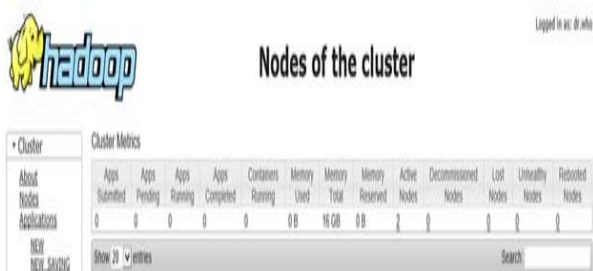 Logged in as: dr.who
hadoop
Nodes of the cluster
Cluster
About
Nodes
Applications
NEW
NEW_SAVING
Cluster Metrics
Apps Submitted Apps Pending Apps Running Apps Completed Containers Running Memory Used Memory Total Memory Reserved Active Nodes Decommissioned Nodes Lost Nodes Unhealthy Nodes Rebooted Nodes
0 0 0 0 0 0 B 16 GB 0 B 2 0 0 0 0
Show 20 entries Search: